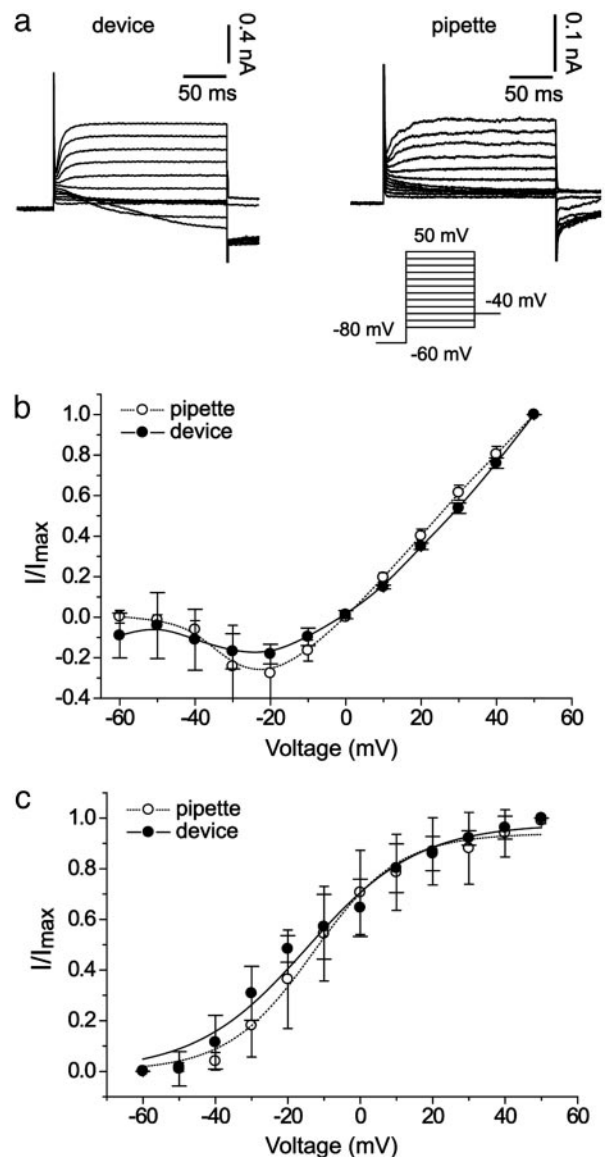 a
device
0.4 nA
50 ms
pipette
0.1 nA
50 ms
50 mV
-40 mV
-80 mV
-60 mV
b
pipette
device
1.0
0.8
0.6
0.4
0.2
0.0
-0.2
-0.4
I/Imax
-60 -40 -20 0 20 40 60
Voltage (mV)
c
pipette
device
1.0
0.8
0.6
0.4
0.2
0.0
I/Imax
-60 -40 -20 0 20 40 60
Voltage (mV)